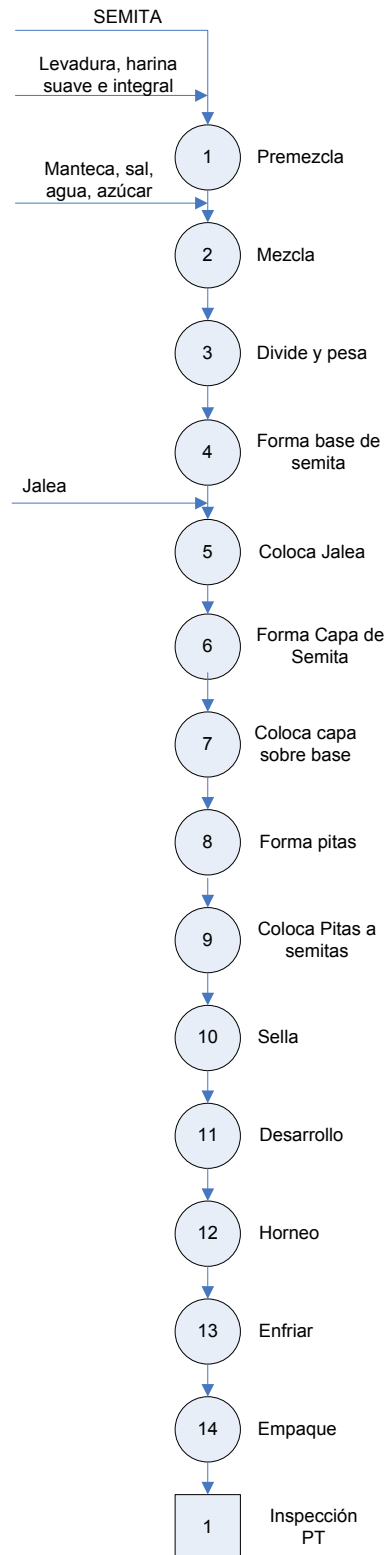 SEMITA
Levadura, harina
suave e integral
1
Premezcla
Manteca, sal,
agua, azúcar
2
Mezcla
3
Divide y pesa
4
Forma base de
semita
Jalea
5
Coloca Jalea
6
Forma Capa de
Semita
7
Coloca capa
sobre base
8
Forma pitas
9
Coloca Pitas a
semitas
10
Sella
11
Desarrollo
12
Horneo
13
Enfriar
14
Empaque
1
Inspección
PT